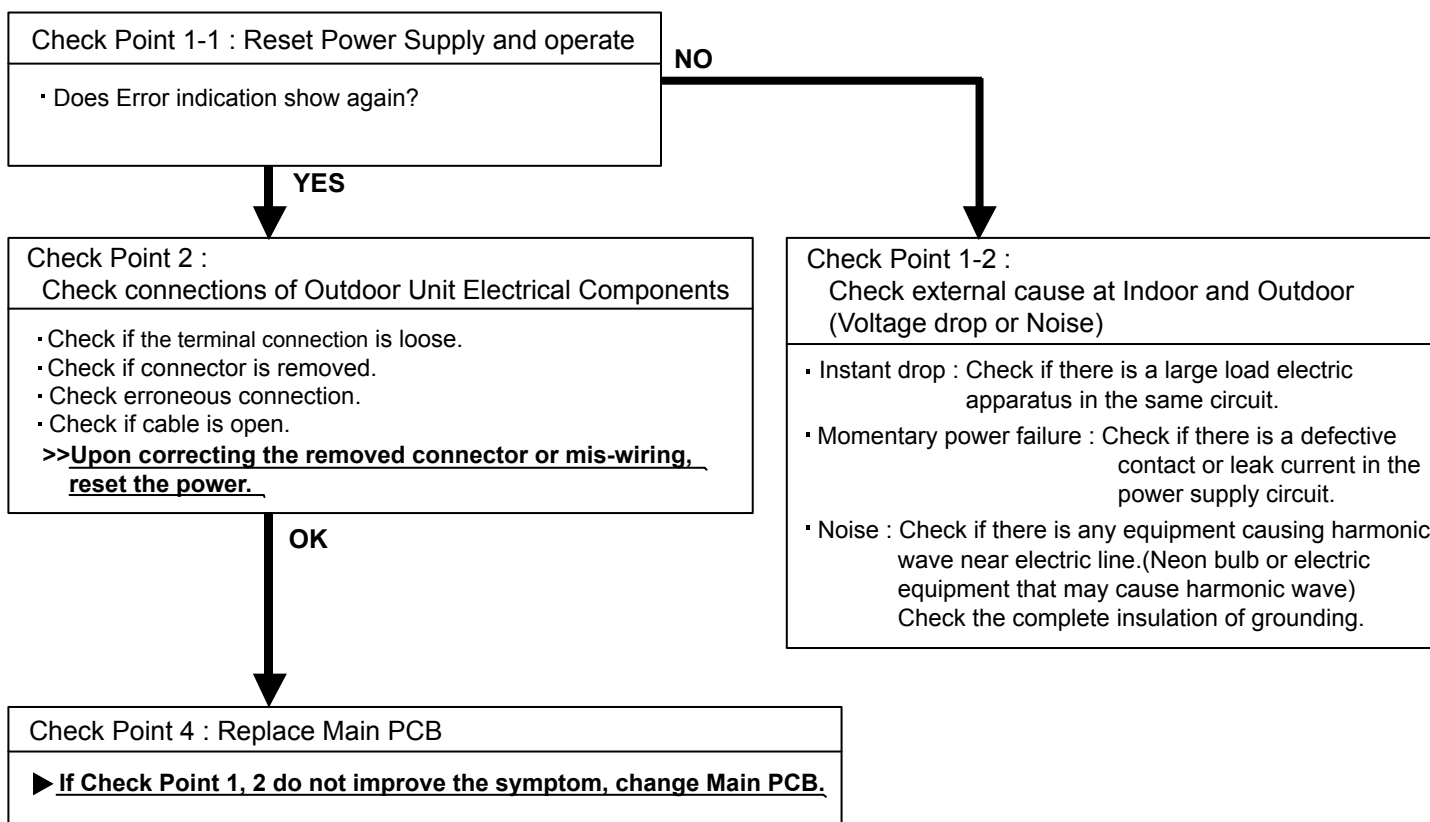 Check Point 1-1 : Reset Power Supply and operate
・Does Error indication show again?
NO
YES
Check Point 2 :
Check connections of Outdoor Unit Electrical Components
・Check if the terminal connection is loose.
・Check if connector is removed.
・Check erroneous connection.
・Check if cable is open.
>>Upon correcting the removed connector or mis-wiring,
reset the power.
Check Point 1-2 :
Check external cause at Indoor and Outdoor
(Voltage drop or Noise)
・Instant drop : Check if there is a large load electric
apparatus in the same circuit.
・Momentary power failure : Check if there is a defective
contact or leak current in the
power supply circuit.
・Noise : Check if there is any equipment causing harmonic
wave near electric line.(Neon bulb or electric
equipment that may cause harmonic wave)
Check the complete insulation of grounding.
OK
Check Point 4 : Replace Main PCB
▶If Check Point 1, 2 do not improve the symptom, change Main PCB.